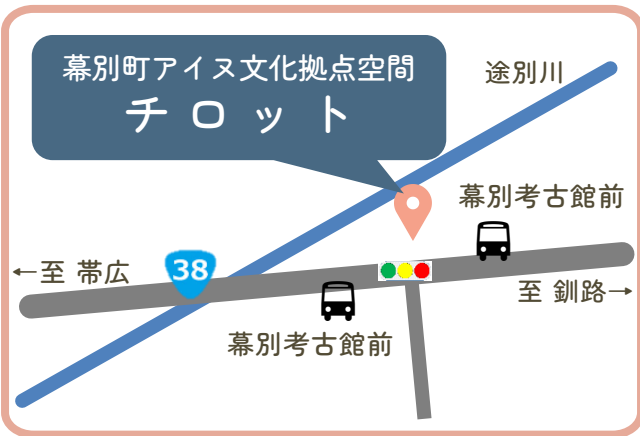 幕別町アイヌ文化拠点空間
チロット
途別川
幕別考古館前
←至 帯広
38
至 釧路→
幕別考古館前